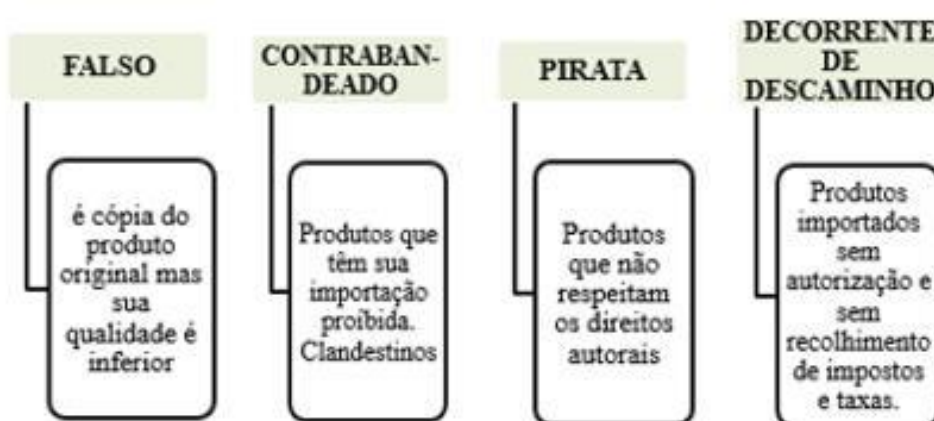 FALSO
é cópia do
produto
original mas
sua
qualidade é
inferior
CONTRABAN-
DEADO
Produtos que
têm sua
importação
proibida.
Clandestinos
PIRATA
Produtos
que não
respeitam
os direitos
autorais
DECORRENTE
DE
DESCAMINHO
Produtos
importados
sem
autorização e
sem
recolhimento
de impostos
e taxas.